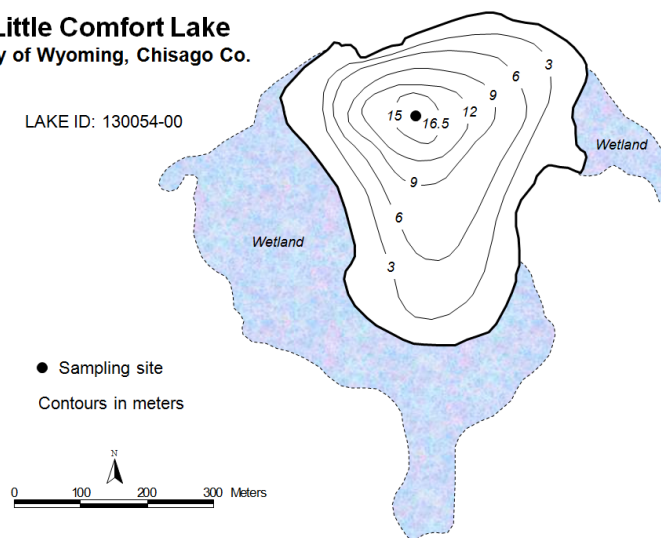 Little Comfort Lake
y of Wyoming, Chisago Co.
LAKE ID: 130054-00
3
6
9
12
15
16.5
Wetland
9
6
Wetland
3
Sampling site
Contours in meters
N
0 100 200 300 Meters